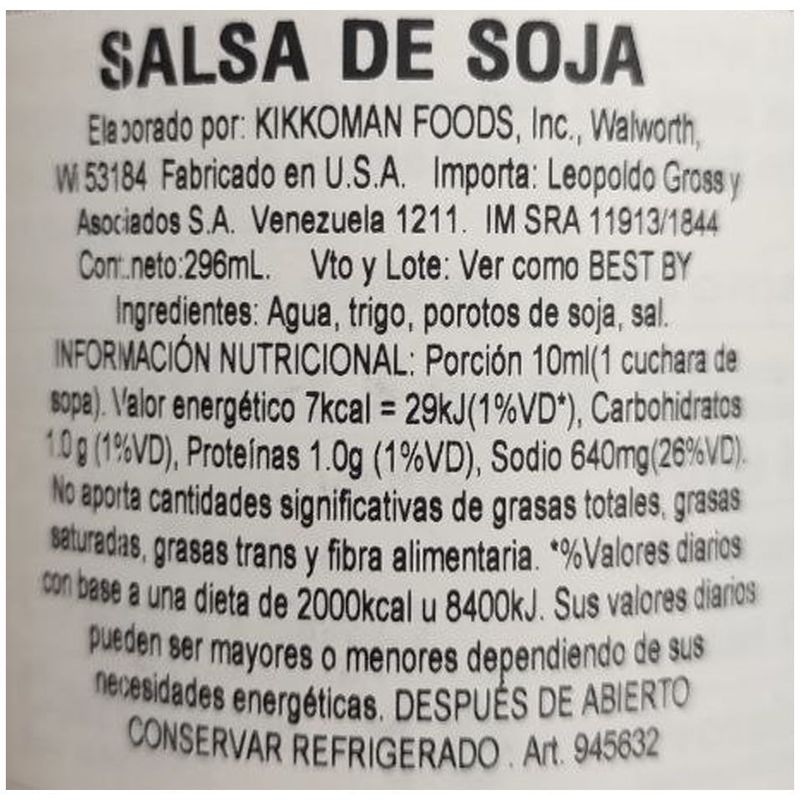 SALSA DE SOJA
Elaborado por: KIKKOMAN FOODS, Inc., Walworth,
WI 53184 Fabricado en U.S.A. Importa: Leopoldo Gross y
Asociados S.A. Venezuela 1211. IM SRA 11913/1844
Cont.neto:296mL. Vto y Lote: Ver como BEST BY
Ingredientes: Agua, trigo, porotos de soja, sal.
INFORMACIÓN NUTRICIONAL: Porción 10ml(1 cuchara de
sopa). Valor energético 7kcal = 29kJ(1%VD*), Carbohidratos
1.0 g (1%VD), Proteínas 1.0g (1%VD), Sodio 640mg(26%VD).
No aporta cantidades significativas de grasas totales, grasas
saturadas, grasas trans y fibra alimentaria. *%Valores diarios
con base a una dieta de 2000kcal u 8400kJ. Sus valores diarios
pueden ser mayores o menores dependiendo de sus
necesidades energéticas. DESPUÉS DE ABIERTO
CONSERVAR REFRIGERADO . Art. 945632